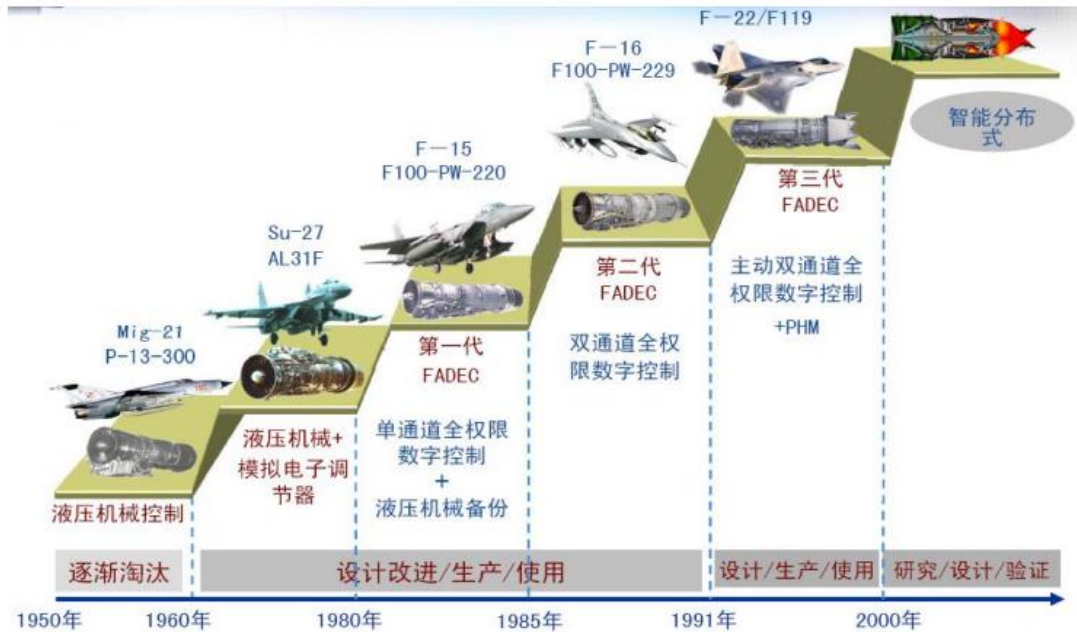 F－22/F119
F－16
F100-PW-229
智能分布
式
F－15
F100-PW-220
第三代
FADEC
Su-27
AL31F
第二代
FADEC
主动双通道全
权限数字控制
+PHM
Mig-21
P-13-300
第一代
FADEC
双通道全权
限数字控制
液压机械+
模拟电子调
节器
单通道全权限
数字控制
+
液压机械备份
液压机械控制
逐渐淘汰
设计改进/生产/使用
设计/生产/使用
研究/设计/验证
1950年
1960年
1980年
1985年
1991年
2000年